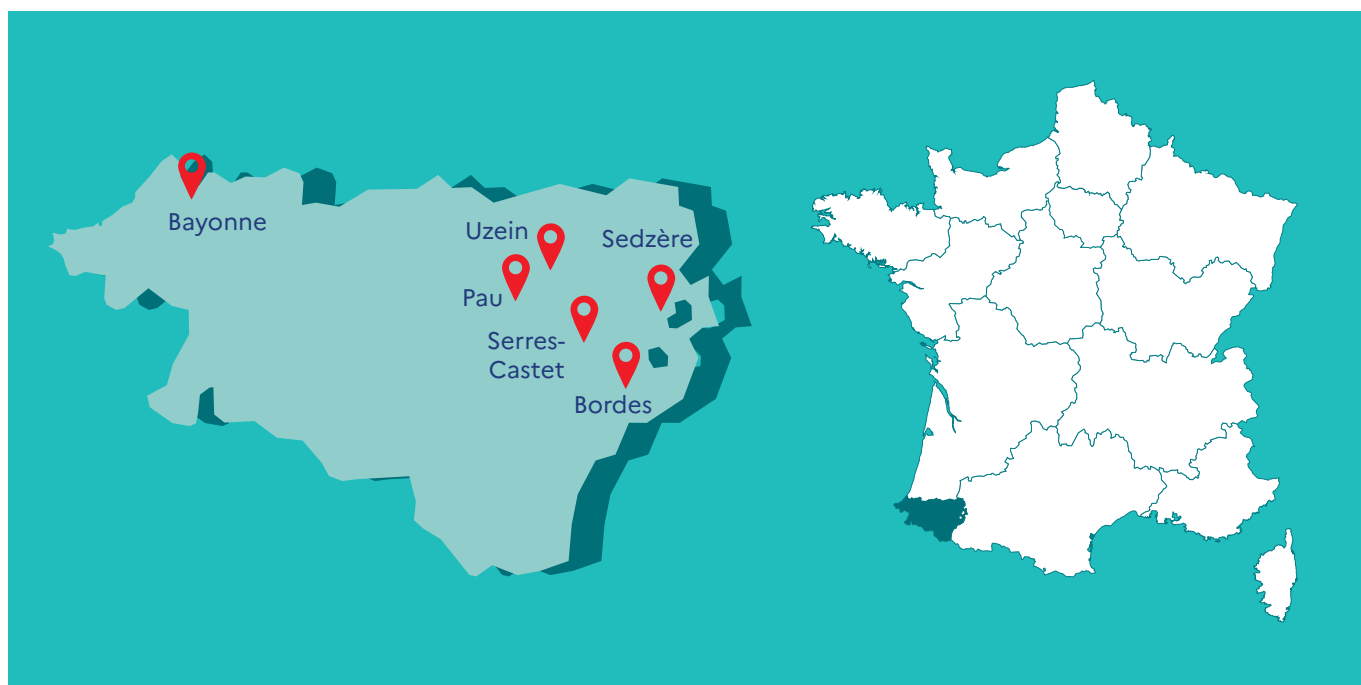 Bayonne
Uzein
Sedzère
Pau
Serres-
Castet
Bordes